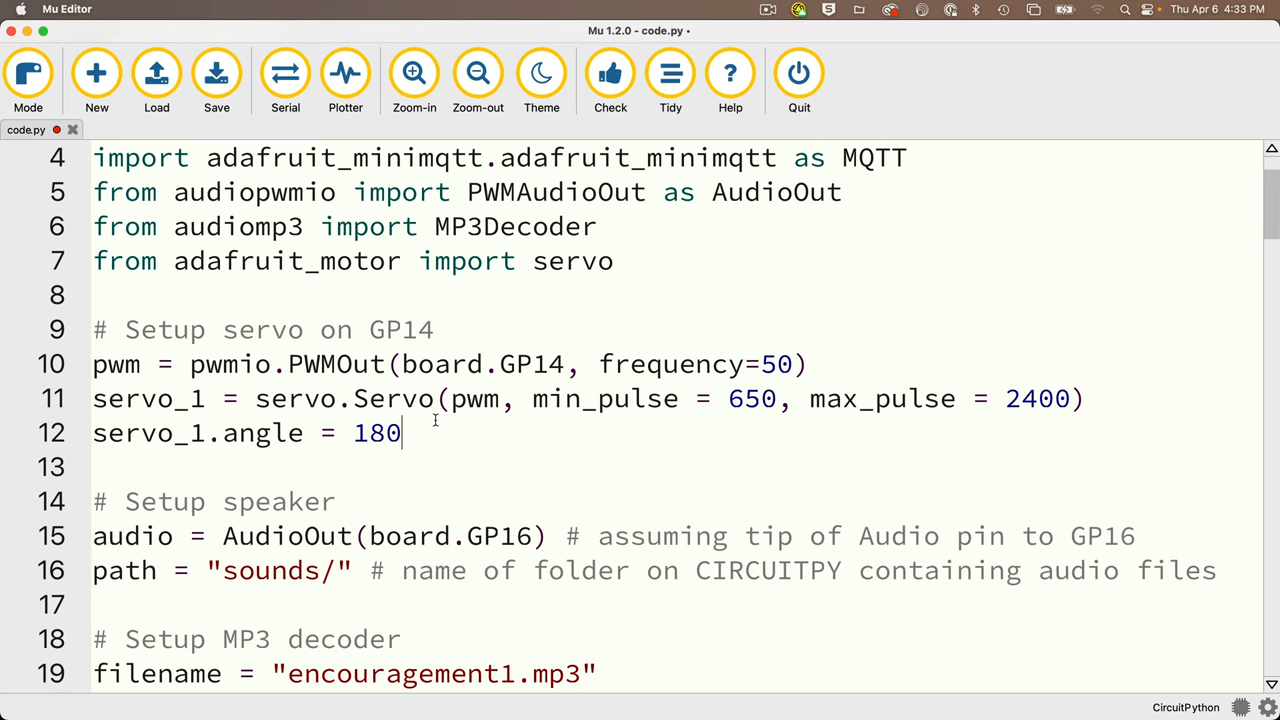 Mu Editor
Thu Apr 6 4:33 PM
Mu 1.2.0 - code.py •
Mode New Load Save Serial Plotter Zoom-in Zoom-out Theme Check Tidy Help Quit
code.py
4 import adafruit_minimqtt.adafruit_minimqtt as MQTT
5 from audiopwmio import PWMAudioOut as AudioOut
6 from audiomp3 import MP3Decoder
7 from adafruit_motor import servo
8
9 # Setup servo on GP14
10 pwm = pwmio.PWMOut(board.GP14, frequency=50)
11 servo_1 = servo.Servo(pwm, min_pulse = 650, max_pulse = 2400)
12 servo_1.angle = 180
13
14 # Setup speaker
15 audio = AudioOut(board.GP16) # assuming tip of Audio pin to GP16
16 path = "sounds/" # name of folder on CIRCUITPY containing audio files
17
18 # Setup MP3 decoder
19 filename = "encouragement1.mp3"
CircuitPython